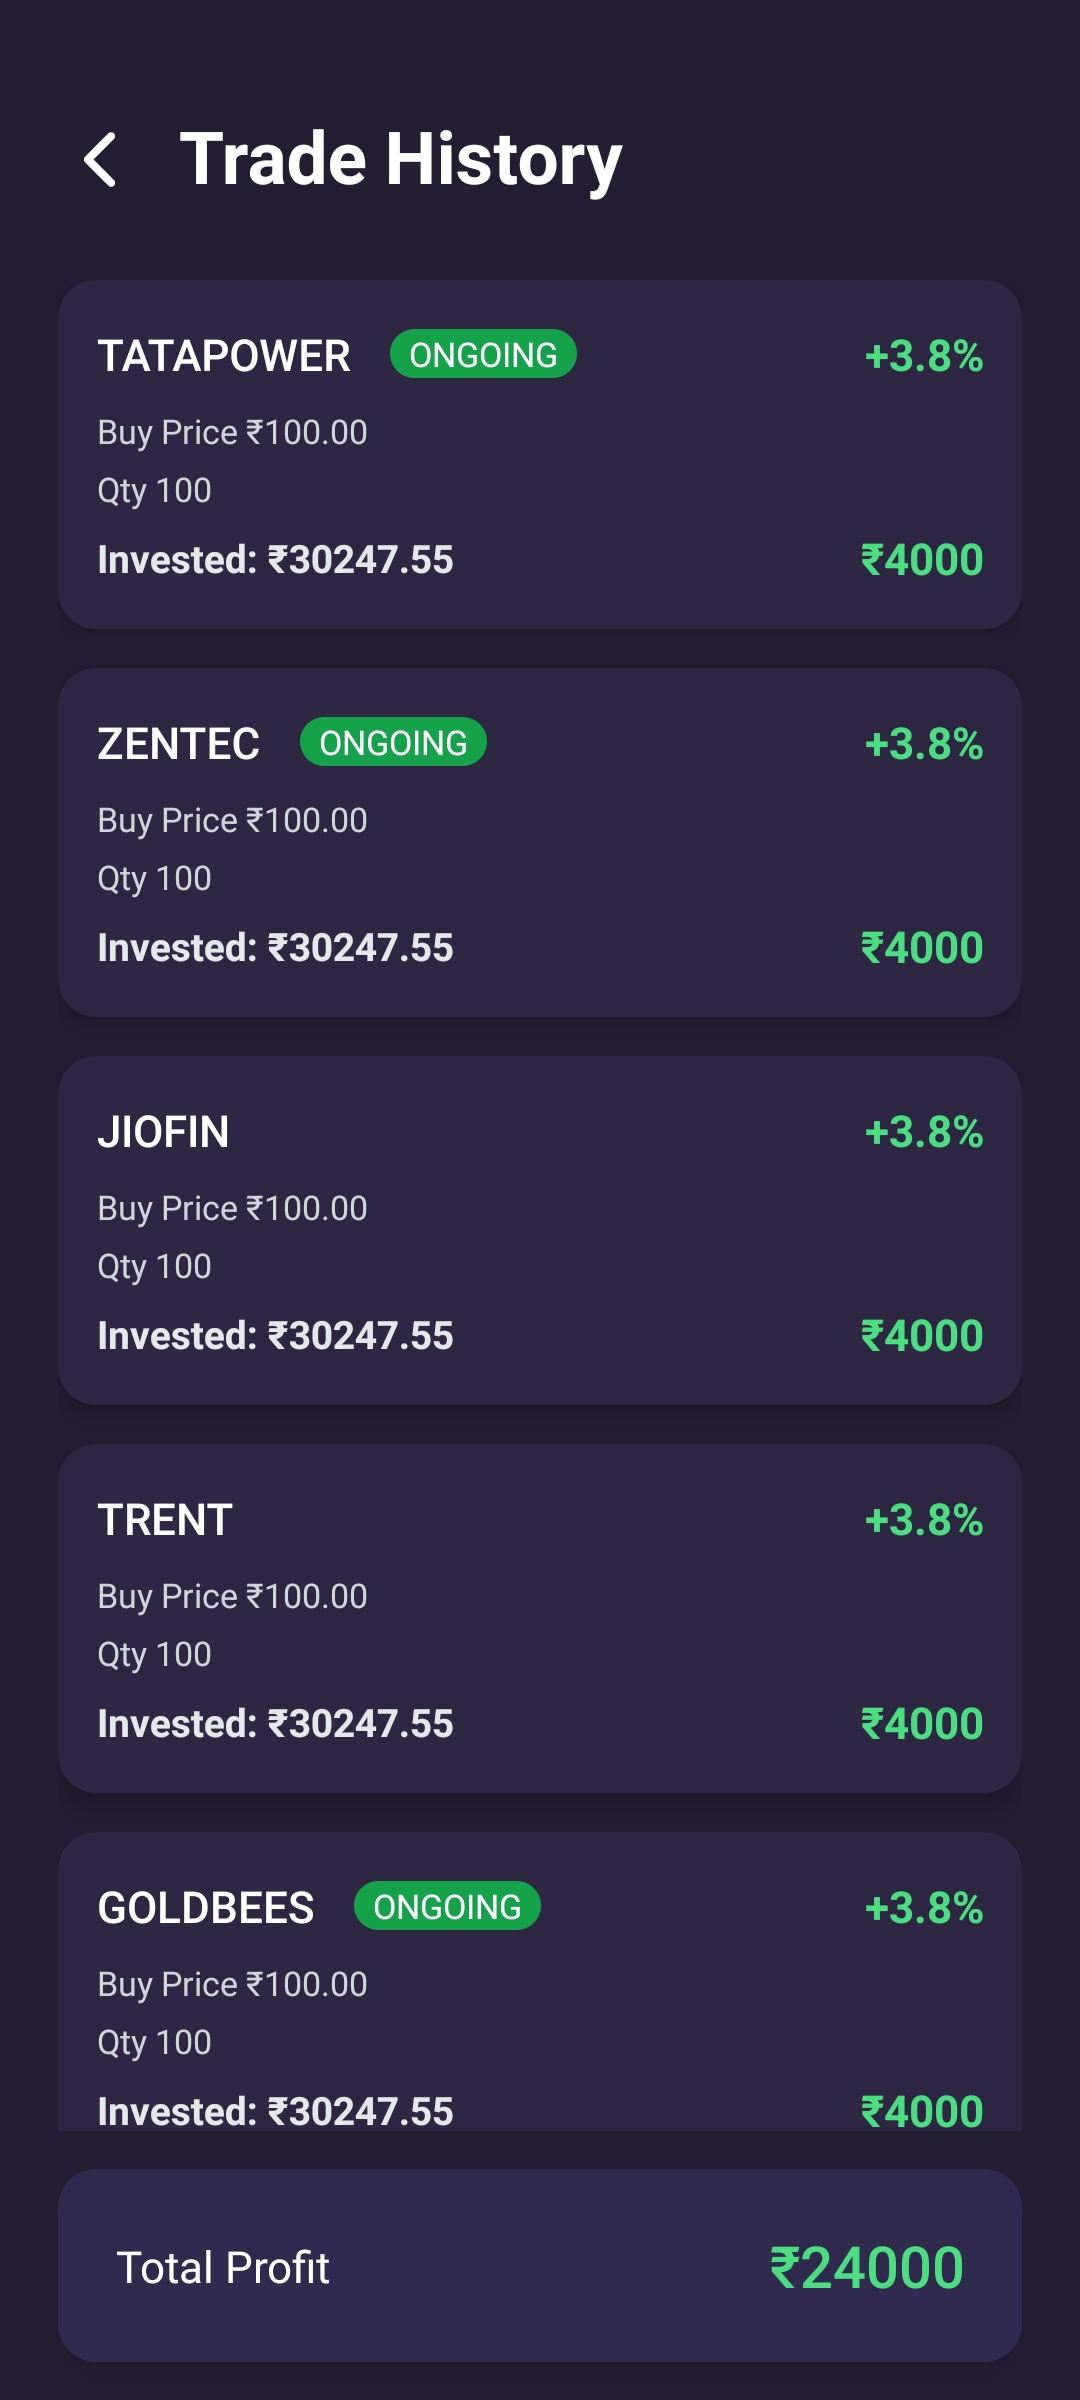 Trade History
TATAPOWER ONGOING +3.8%
Buy Price ₹100.00
Qty 100
Invested: ₹30247.55 ₹4000
ZENTEC ONGOING +3.8%
Buy Price ₹100.00
Qty 100
Invested: ₹30247.55 ₹4000
JIOFIN +3.8%
Buy Price ₹100.00
Qty 100
Invested: ₹30247.55 ₹4000
TRENT +3.8%
Buy Price ₹100.00
Qty 100
Invested: ₹30247.55 ₹4000
GOLDBEES ONGOING +3.8%
Buy Price ₹100.00
Qty 100
Invested: ₹30247.55 ₹4000
Total Profit ₹24000